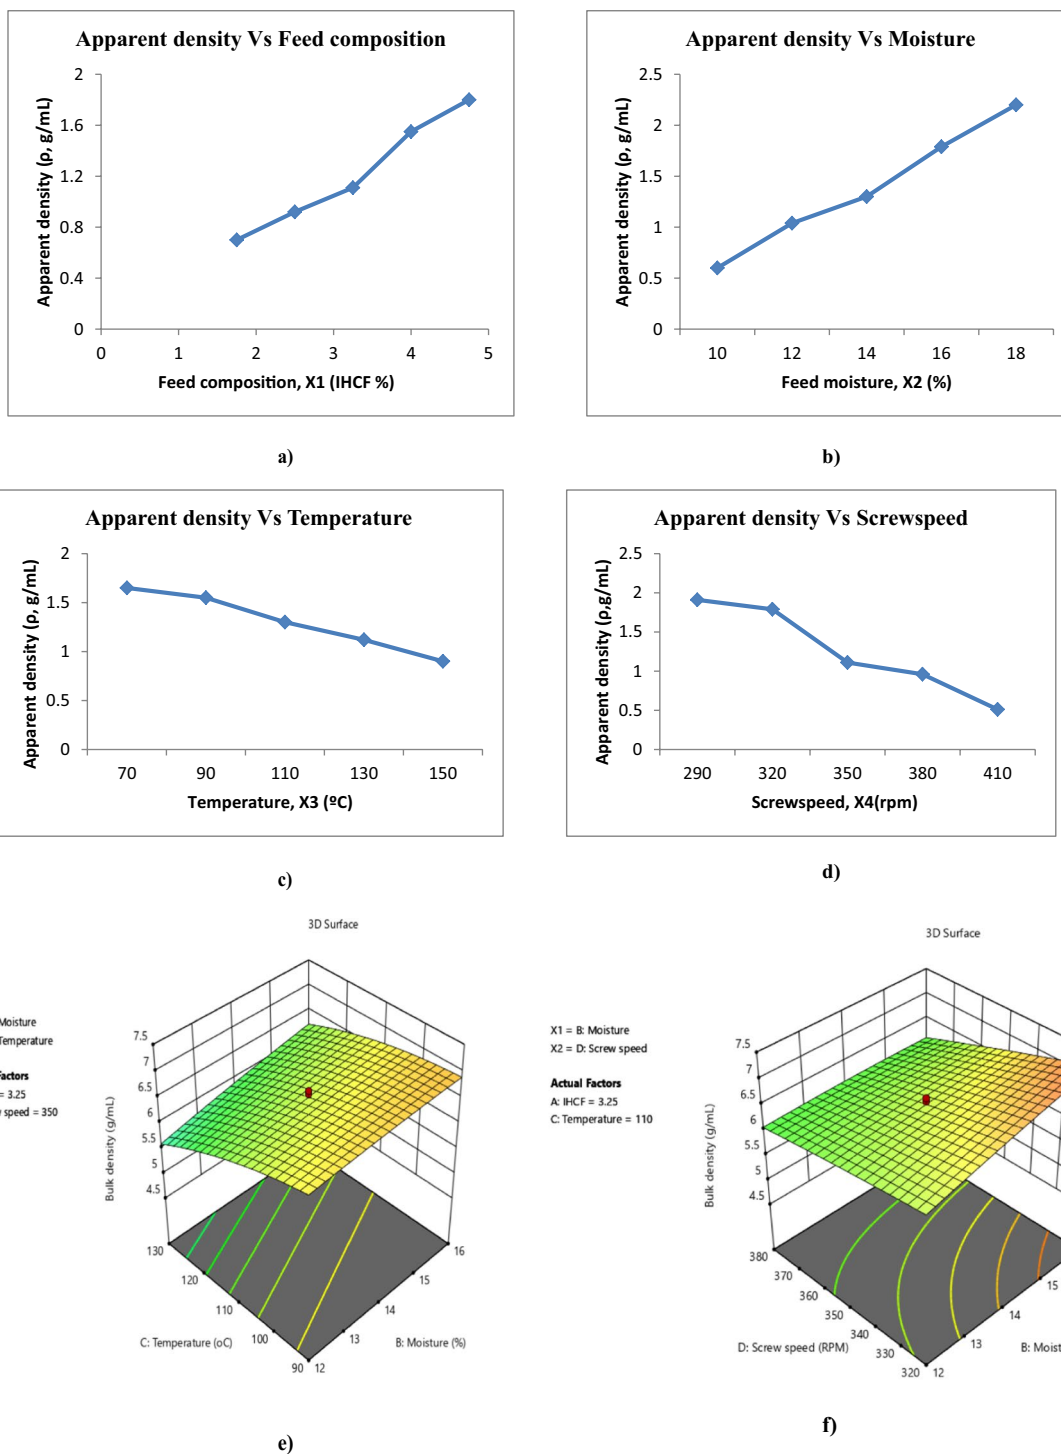 Apparent density Vs Feed composition
Apparent density (ρ, g/mL)
2
1.6
1.2
0.8
0.4
0
0 1 2 3 4 5
Feed composition, X1 (IHCF %)
a)
Apparent density Vs Moisture
Apparent density (ρ, g/mL)
2.5
2
1.5
1
0.5
0
10 12 14 16 18
Feed moisture, X2 (%)
b)
Apparent density Vs Temperature
Apparent density (ρ, g/mL)
2
1.5
1
0.5
0
70 90 110 130 150
Temperature, X3 (ºC)
c)
Apparent density Vs Screwspeed
Apparent density (ρ,g/mL)
2.5
2
1.5
1
0.5
0
290 320 350 380 410
Screwspeed, X4(rpm)
d)
3D Surface
Moisture
Temperature
Factors
= 3.25
speed = 350
Bulk density (g/mL)
7.5
7
6.5
6
5.5
5
4.5
130
120
110
100
90
C: Temperature (oC)
16
15
14
13
12
B: Moisture (%)
e)
3D Surface
X1 = B: Moisture
X2 = D: Screw speed
Actual Factors
A: IHCF = 3.25
C: Temperature = 110
Bulk density (g/mL)
7.5
7
6.5
6
5.5
5
4.5
380
370
360
350
340
330
320
D: Screw speed (RPM)
15
14
13
12
B: Moist
f)